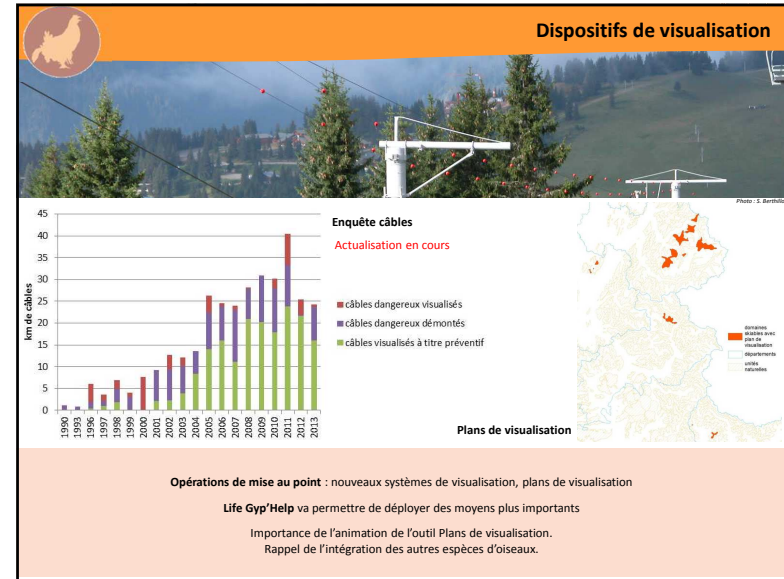 Dispositifs de visualisation
Photo : S. Berthillo
km de câbles
45
40
35
30
25
20
15
10
5
0
1990
1993
1996
1997
1998
1999
2000
2001
2002
2003
2004
2005
2006
2007
2008
2009
2010
2011
2012
2013
Enquête câbles
Actualisation en cours
câbles dangereux visualisés
câbles dangereux démontés
câbles visualisés à titre préventif
Plans de visualisation
domaines
skiables avec
plan de
visualisation
départements
unités
naturelles
Opérations de mise au point : nouveaux systèmes de visualisation, plans de visualisation
Life Gyp'Help va permettre de déployer des moyens plus importants
Importance de l'animation de l'outil Plans de visualisation.
Rappel de l'intégration des autres espèces d'oiseaux.